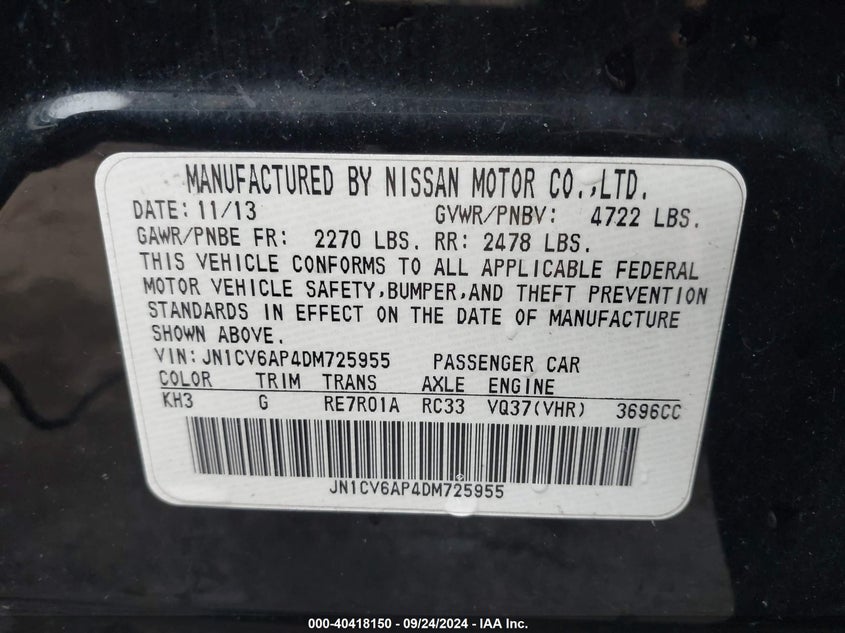 MANUFACTURED BY NISSAN MOTOR CO.,LTD.
DATE: 11/13 GVWR/PNBV: 4722 LBS.
GAWR/PNBE FR: 2270 LBS. RR: 2478 LBS.
THIS VEHICLE CONFORMS TO ALL APPLICABLE FEDERAL
MOTOR VEHICLE SAFETY,BUMPER,AND THEFT PREVENTION
STANDARDS IN EFFECT ON THE DATE OF MANUFACTURE
SHOWN ABOVE.
VIN:JN1CV6AP4DM725955 PASSENGER CAR
COLOR TRIM TRANS AXLE ENGINE
KH3 G RE7R01A RC33 VQ37(VHR) 3696CC
JN1CV6AP4DM725955
000-40418150 - 09/24/2024 - IAA Inc.